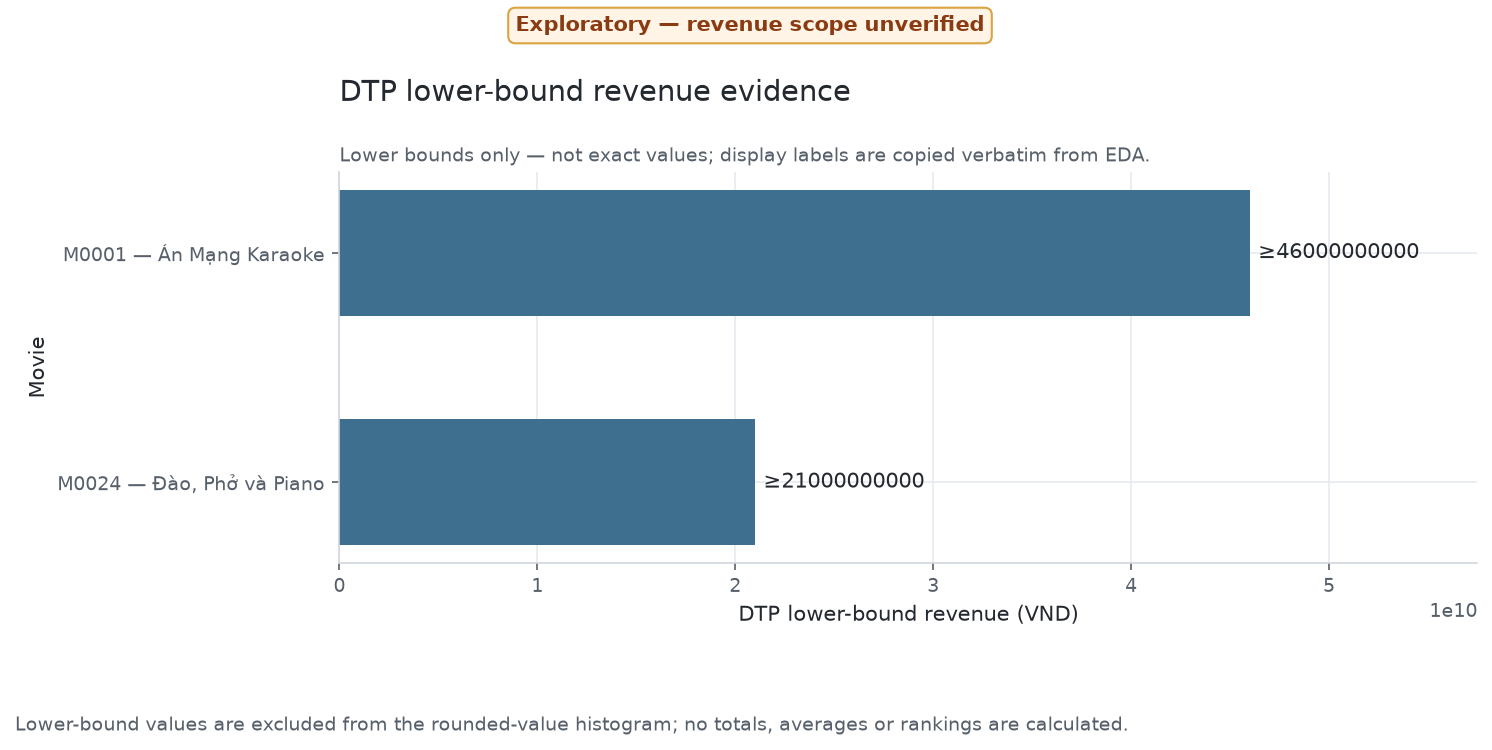 Exploratory — revenue scope unverified
DTP lower-bound revenue evidence
Lower bounds only — not exact values; display labels are copied verbatim from EDA.
M0001 — Án Mạng Karaoke
≥46000000000
Movie
M0024 — Đào, Phở và Piano
≥21000000000
0 1 2 3 4 5
1e10
DTP lower-bound revenue (VND)
Lower-bound values are excluded from the rounded-value histogram; no totals, averages or rankings are calculated.